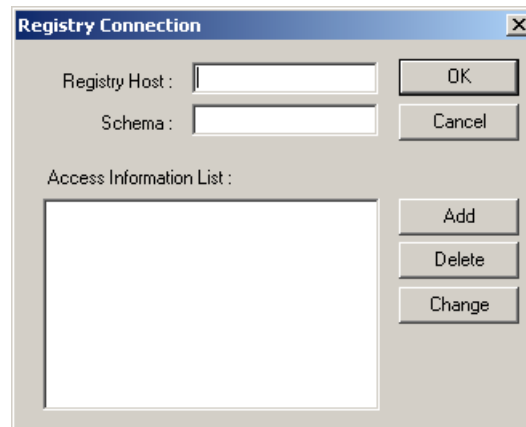 Registry Connection
Registry Host :
OK
Schema :
Cancel
Access Information List :
Add
Delete
Change